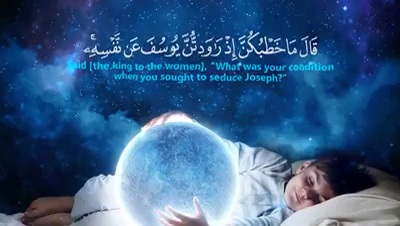 قَالَ مَا خَطْبُكُنَّ إِذْ رَٰوَدتُّنَّ يُوسُفَ عَن نَّفْسِهِۦ ۚ
Said [the king to the women], "What was your condition
when you sought to seduce Joseph?"